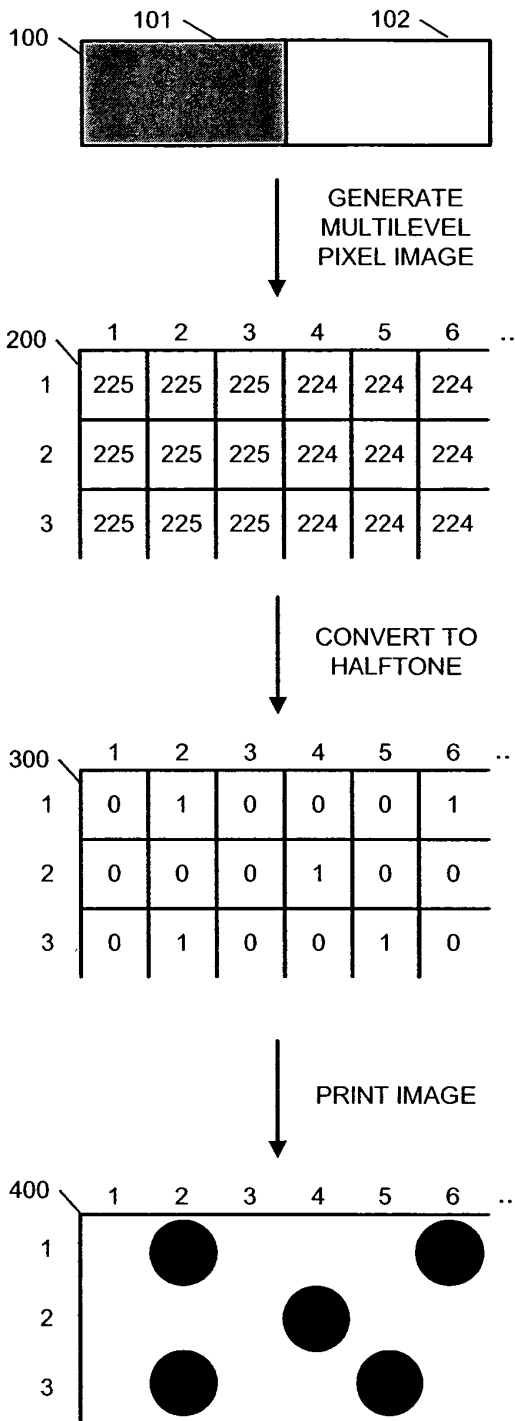 101 102
100
GENERATE
MULTILEVEL
PIXEL IMAGE
200 1 2 3 4 5 6 ..
1 225 225 225 224 224 224
2 225 225 225 224 224 224
3 225 225 225 224 224 224
CONVERT TO
HALFTONE
300 1 2 3 4 5 6 ..
1 0 1 0 0 0 1
2 0 0 0 1 0 0
3 0 1 0 0 1 0
PRINT IMAGE
400 1 2 3 4 5 6 ..
1
2
3